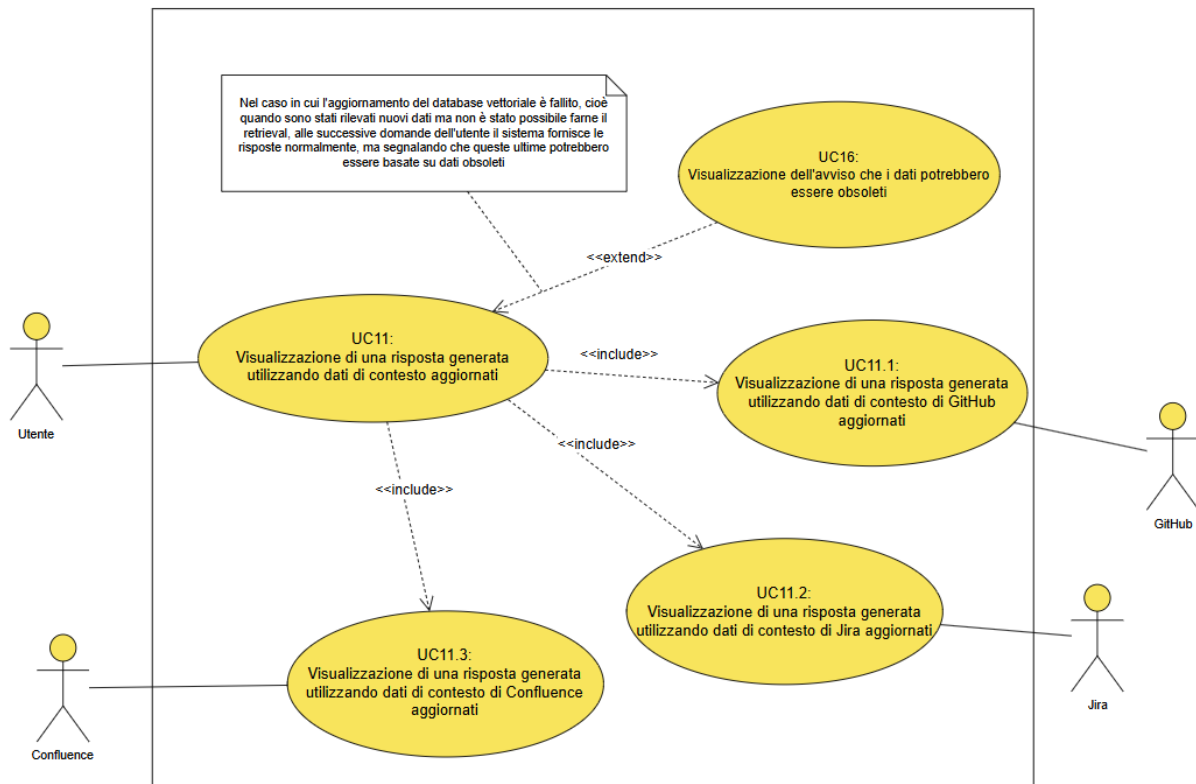 Nel caso in cui l'aggiornamento del database vettoriale è fallito, cioè
quando sono stati rilevati nuovi dati ma non è stato possibile farne il
retrieval, alle successive domande dell'utente il sistema fornisce le
risposte normalmente, ma segnalando che queste ultime potrebbero
essere basate su dati obsoleti
UC16:
Visualizzazione dell'avviso che i dati potrebbero
essere obsoleti
<<extend>>
UC11:
Visualizzazione di una risposta generata
utilizzando dati di contesto aggiornati
Utente
<<include>>
UC11.1:
Visualizzazione di una risposta generata
utilizzando dati di contesto di GitHub
aggiornati
GitHub
<<include>>
<<include>>
UC11.2:
Visualizzazione di una risposta generata
utilizzando dati di contesto di Jira aggiornati
Jira
UC11.3:
Visualizzazione di una risposta generata
utilizzando dati di contesto di Confluence
aggiornati
Confluence